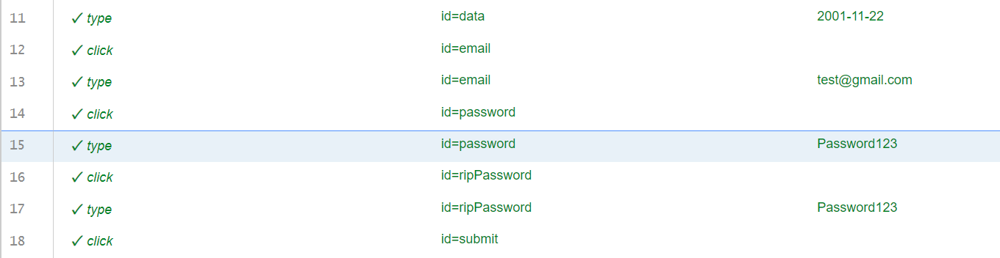 11 ✓ type id=data 2001-11-22
12 ✓ click id=email
13 ✓ type id=email test@gmail.com
14 ✓ click id=password
15 ✓ type id=password Password123
16 ✓ click id=ripPassword
17 ✓ type id=ripPassword Password123
18 ✓ click id=submit